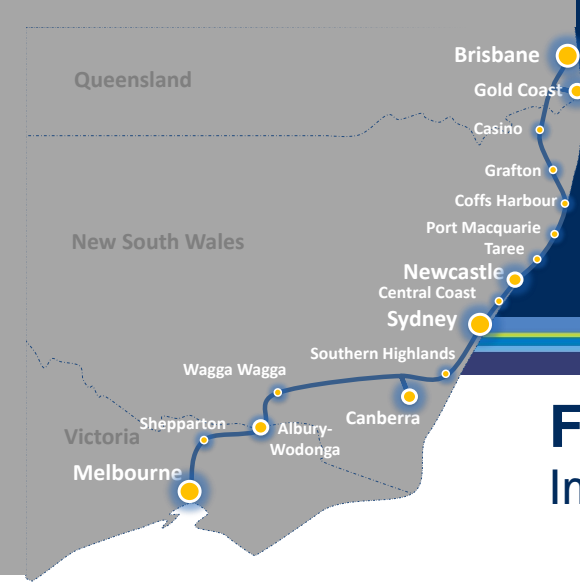 Brisbane
Queensland
Gold Coast
Casino
Grafton
Coffs Harbour
Port Macquarie
New South Wales
Taree
Newcastle
Central Coast
Sydney
Southern Highlands
Wagga Wagga
Canberra
Shepparton
Albury-
Wodonga
Victoria
Melbourne
F
In